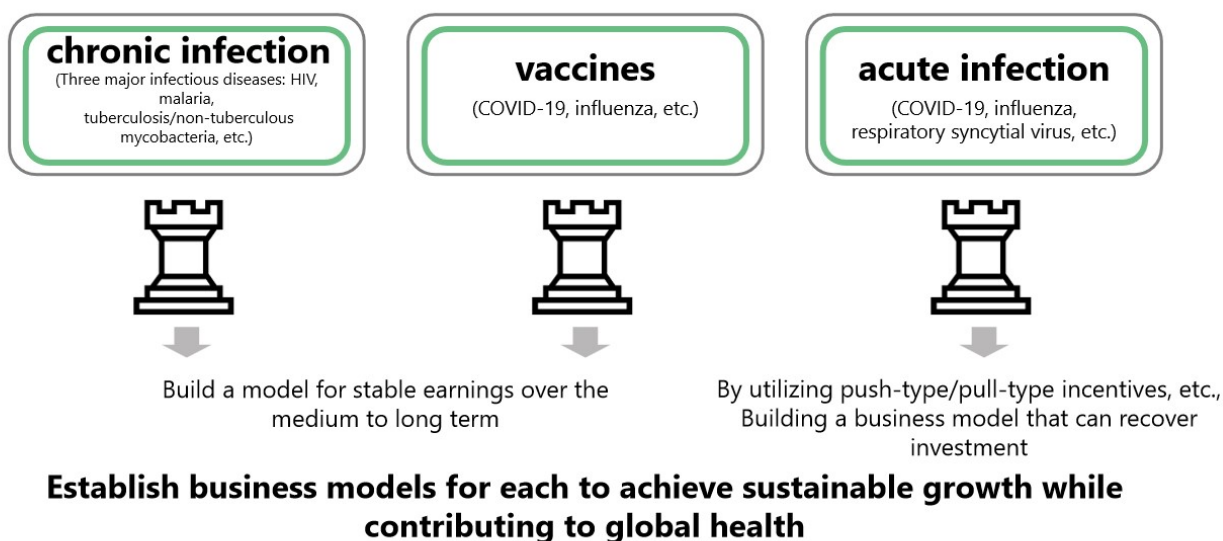 chronic infection
(Three major infectious diseases: HIV,
malaria,
tuberculosis/non-tuberculous
mycobacteria, etc.)
vaccines
(COVID-19, influenza, etc.)
acute infection
(COVID-19, influenza,
respiratory syncytial virus, etc.)
Build a model for stable earnings over the
medium to long term
By utilizing push-type/pull-type incentives, etc.,
Building a business model that can recover
investment
Establish business models for each to achieve sustainable growth while
contributing to global health